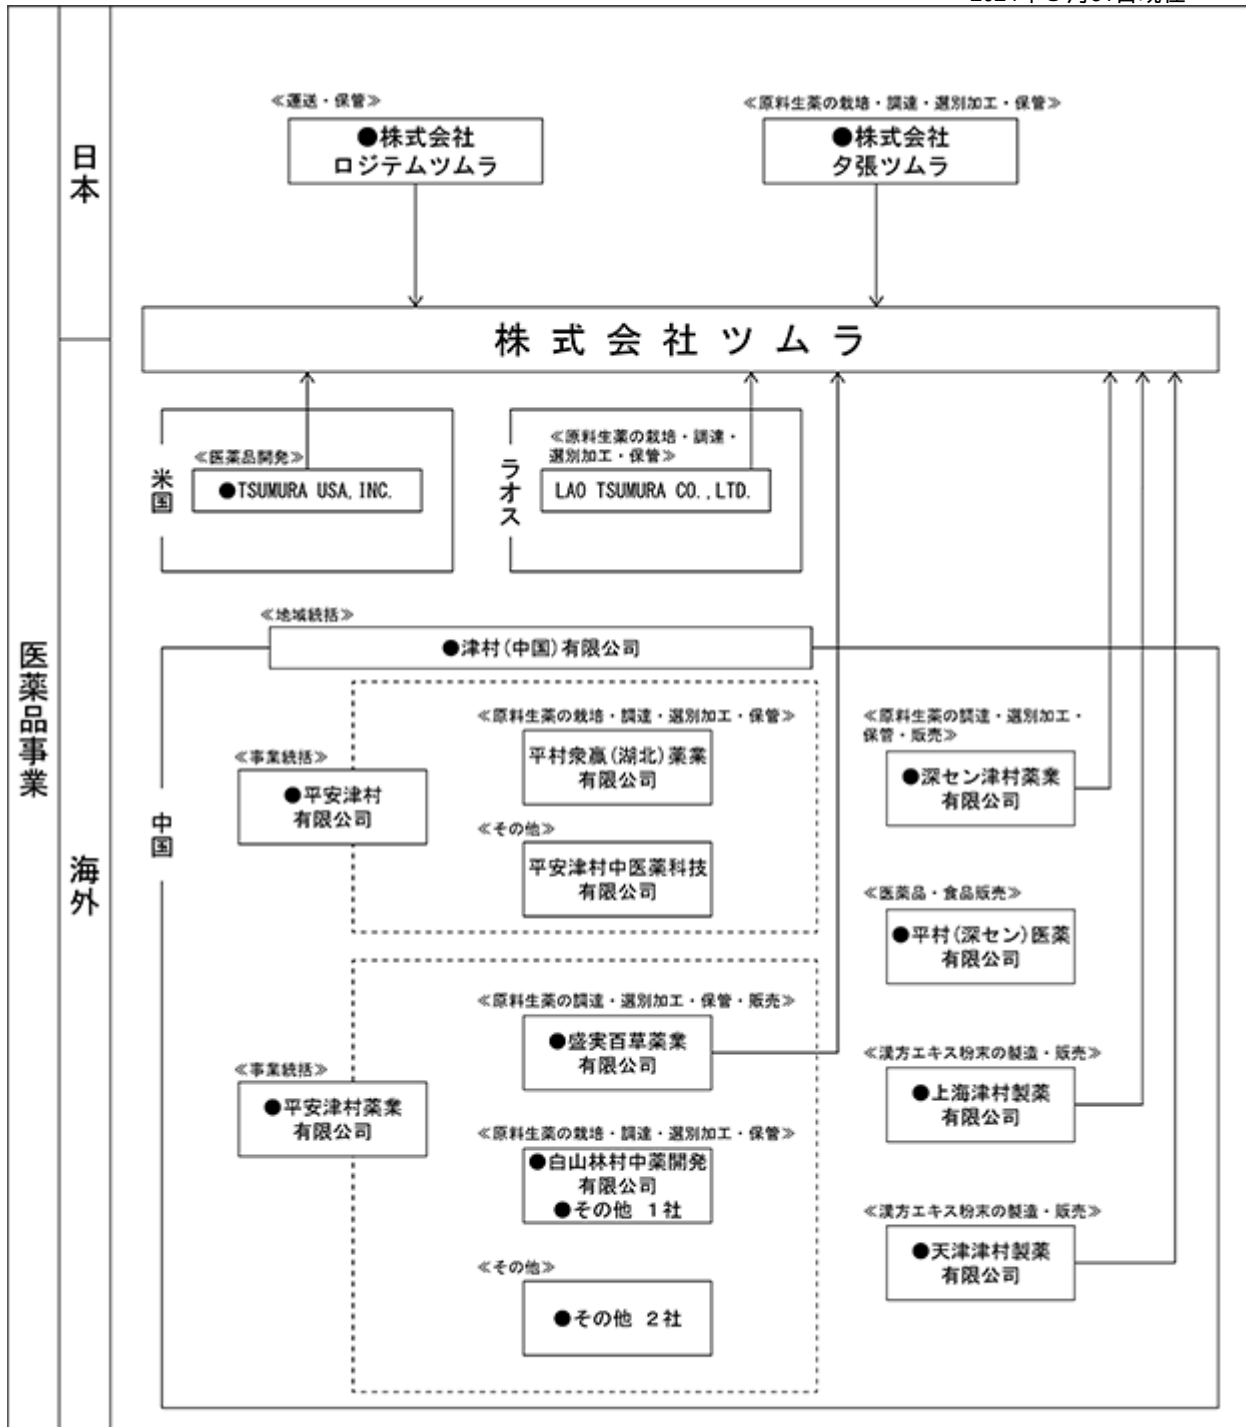 日本
≪運送・保管≫
●株式会社
ロジテムツムラ
≪原料生薬の栽培・調達・選別加工・保管≫
●株式会社
夕張ツムラ
株式会社ツムラ
医薬品事業
海外
米国
≪医薬品開発≫
●TSUMURA USA, INC.
ラオス
≪原料生薬の栽培・調達・
選別加工・保管≫
LAO TSUMURA CO.,LTD.
中国
≪地域統括≫
●津村(中国)有限公司
≪事業統括≫
●平安津村
有限公司
≪原料生薬の栽培・調達・選別加工・保管≫
平村衆贏(湖北)薬業
有限公司
≪その他≫
平安津村中医薬科技
有限公司
≪事業統括≫
●平安津村薬業
有限公司
≪原料生薬の調達・選別加工・保管・販売≫
●盛実百草薬業
有限公司
≪原料生薬の栽培・調達・選別加工・保管≫
●白山林村中薬開発
有限公司
●その他 1社
≪その他≫
●その他 2社
≪原料生薬の調達・選別加工・
保管・販売≫
●深セン津村薬業
有限公司
≪医薬品・食品販売≫
●平村(深セン)医薬
有限公司
≪漢方エキス粉末の製造・販売≫
●上海津村製薬
有限公司
≪漢方エキス粉末の製造・販売≫
●天津津村製薬
有限公司